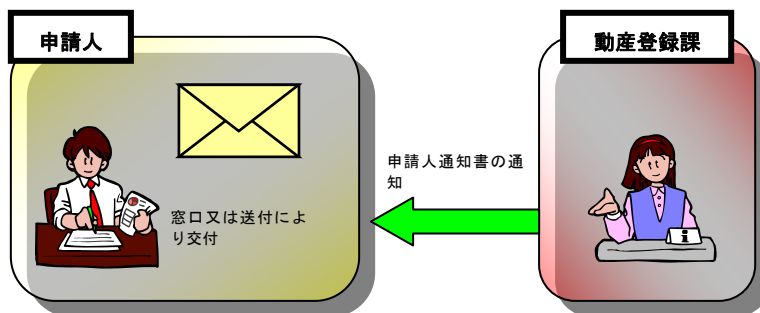 申請人
動産登録課
申請人通知書の通
知
窓口又は送付によ
り交付
i